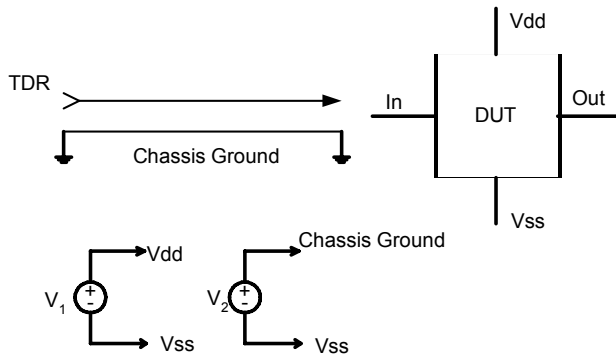 Vdd
TDR
In
Out
DUT
Chassis Ground
Vss
Vdd
Chassis Ground
V1
+
-
V2
+
-
Vss
Vss